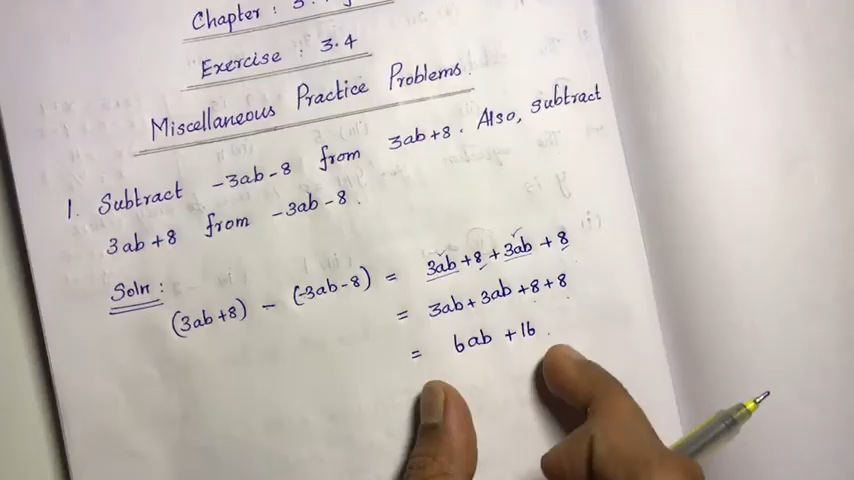 Chapter : 3.
Exercise : 3.4
Miscellaneous Practice Problems.
1. Subtract -3ab-8 from 3ab+8. Also, subtract
3ab+8 from -3ab-8.
Soln :
(3ab+8) - (-3ab-8) = 3ab+8+3ab+8
= 3ab+3ab+8+8
= 6ab+16.